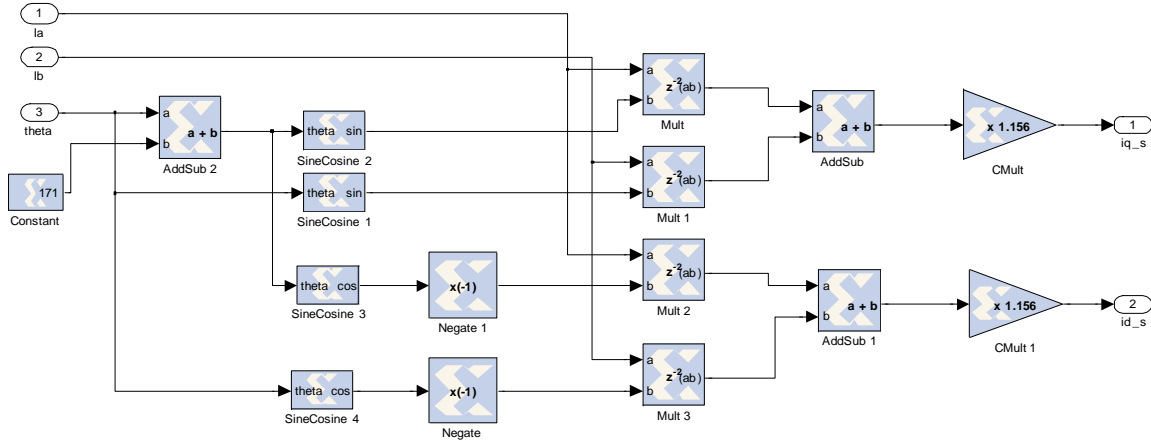 1
Ia
2
Ib
3
theta
171
Constant
a
b
a + b
AddSub 2
theta sin
SineCosine 2
theta sin
SineCosine 1
theta cos
SineCosine 3
theta cos
SineCosine 4
x(-1)
Negate 1
x(-1)
Negate
a
b
z-2(ab)
Mult
a
b
z-2(ab)
Mult 1
a
b
z-2(ab)
Mult 2
a
b
z-2(ab)
Mult 3
a
b
a + b
AddSub
a
b
a + b
AddSub 1
x 1.156
CMult
x 1.156
CMult 1
1
iq_s
2
id_s